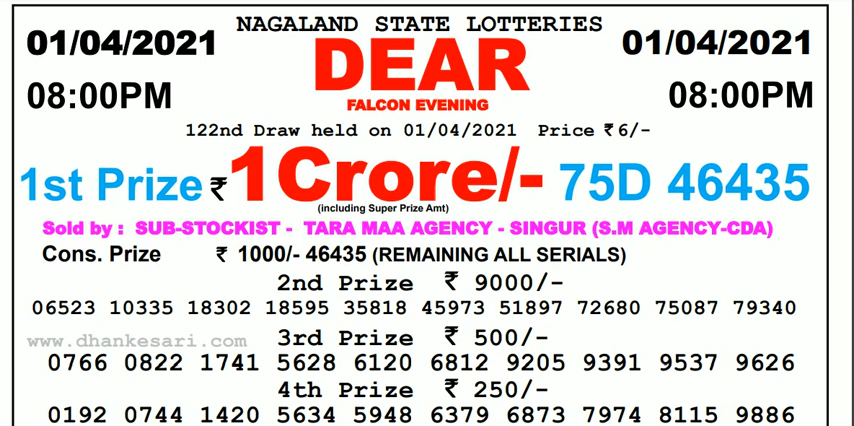 NAGALAND STATE LOTTERIES
01/04/2021 DEAR 01/04/2021
08:00PM FALCON EVENING 08:00PM
122nd Draw held on 01/04/2021 Price ₹6/-
1st Prize ₹1Crore/- 75D 46435
(including Super Prize Amt)
Sold by : SUB-STOCKIST - TARA MAA AGENCY - SINGUR (S.M AGENCY-CDA)
Cons. Prize ₹ 1000/- 46435 (REMAINING ALL SERIALS)
2nd Prize ₹ 9000/-
06523 10335 18302 18595 35818 45973 51897 72680 75087 79340
www.dhankesari.com 3rd Prize ₹ 500/-
0766 0822 1741 5628 6120 6812 9205 9391 9537 9626
4th Prize ₹ 250/-
0192 0744 1420 5634 5948 6379 6873 7974 8115 9886